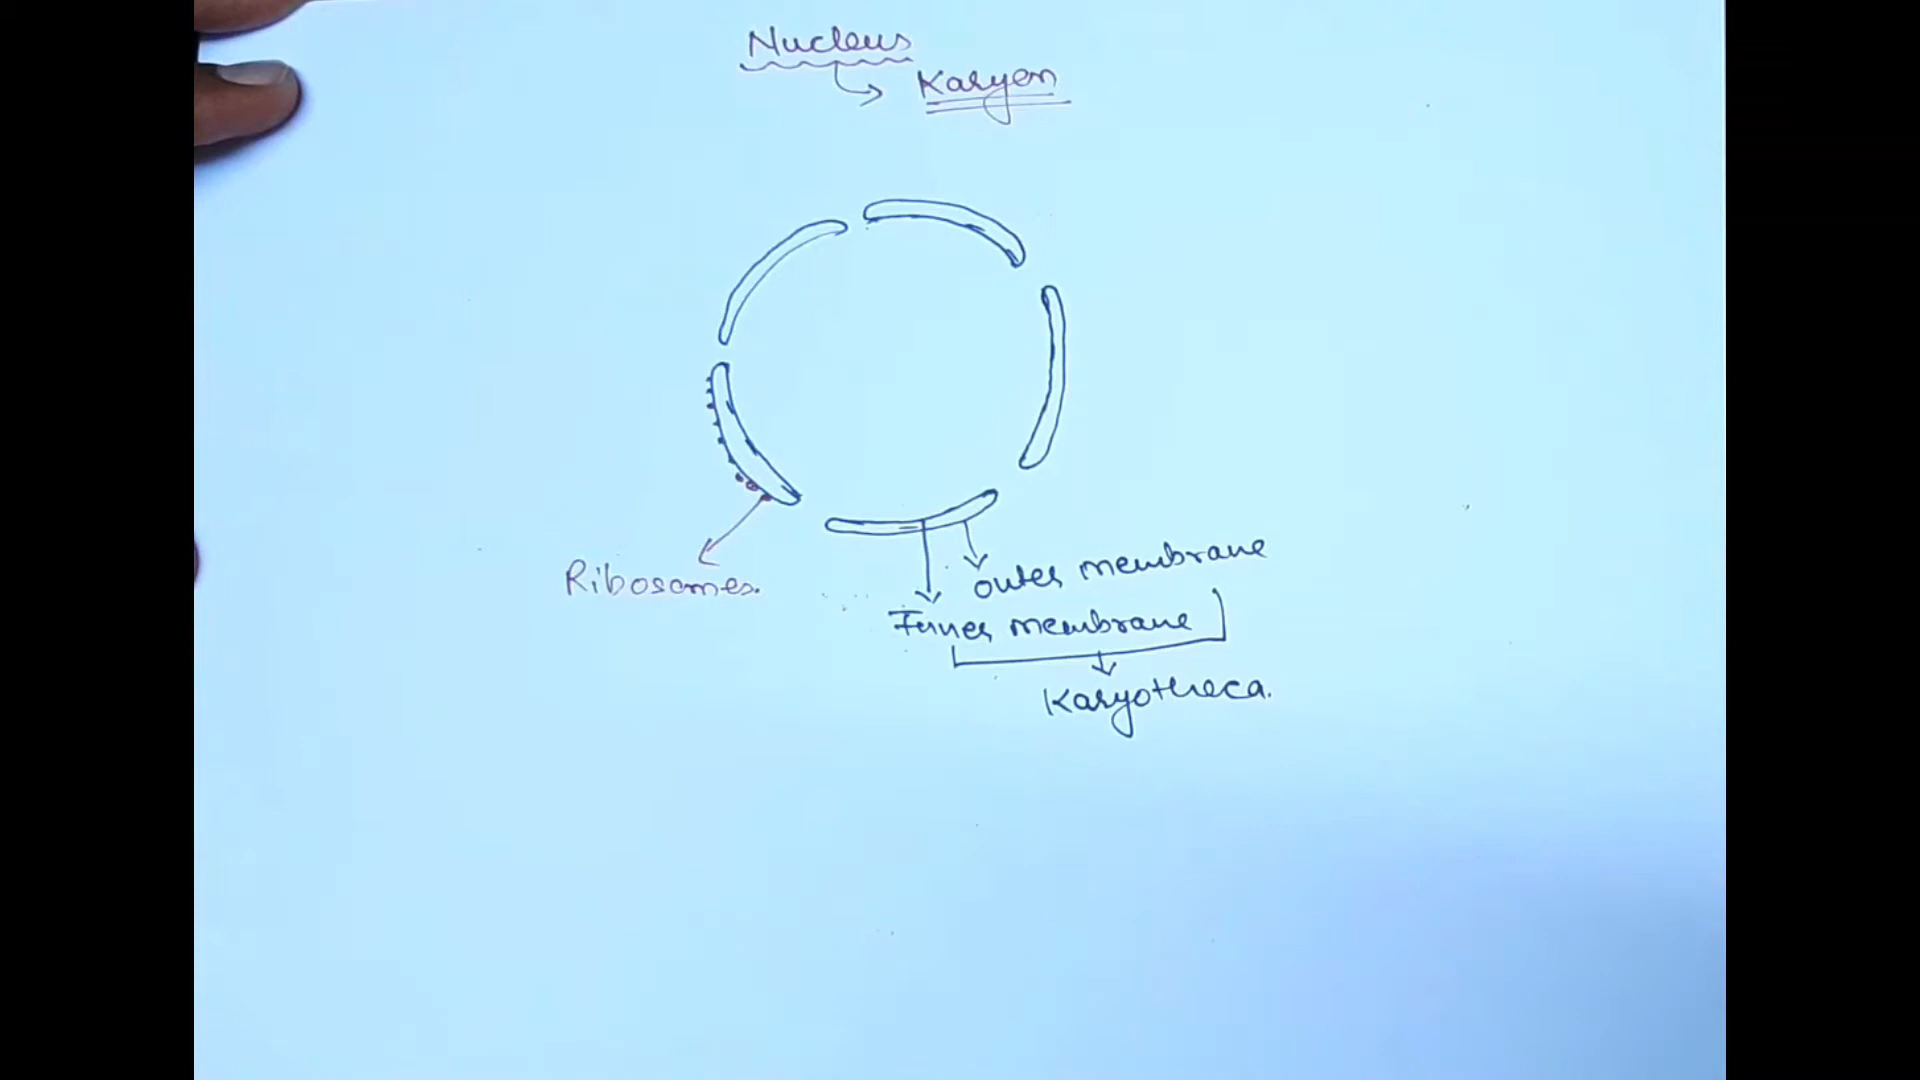 Nucleus
Karyon
Ribosomes.
outer membrane
Inner membrane
Karyotheca.